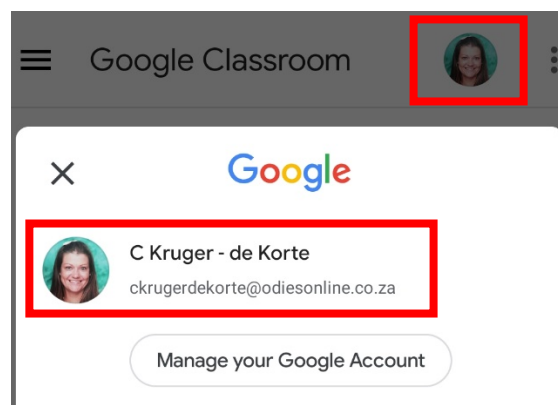 Google Classroom
Google
C Kruger - de Korte
ckrugerdekorte@odiesonline.co.za
Manage your Google Account